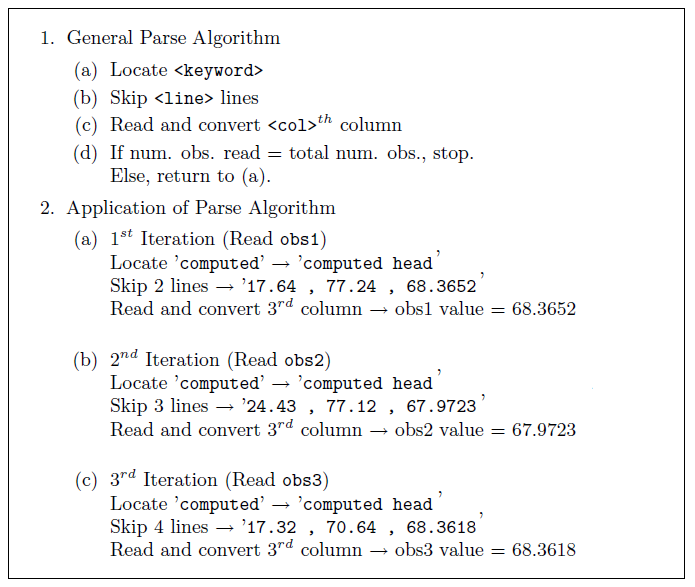 1. General Parse Algorithm
(a) Locate <keyword>
(b) Skip <line> lines
(c) Read and convert <col>th column
(d) If num. obs. read = total num. obs., stop.
Else, return to (a).
2. Application of Parse Algorithm
(a) 1st Iteration (Read obs1)
Locate 'computed' → 'computed head'
Skip 2 lines → '17.64 , 77.24 , 68.3652'
Read and convert 3rd column → obs1 value = 68.3652
(b) 2nd Iteration (Read obs2)
Locate 'computed' → 'computed head'
Skip 3 lines → '24.43 , 77.12 , 67.9723'
Read and convert 3rd column → obs2 value = 67.9723
(c) 3rd Iteration (Read obs3)
Locate 'computed' → 'computed head'
Skip 4 lines → '17.32 , 70.64 , 68.3618'
Read and convert 3rd column → obs3 value = 68.3618